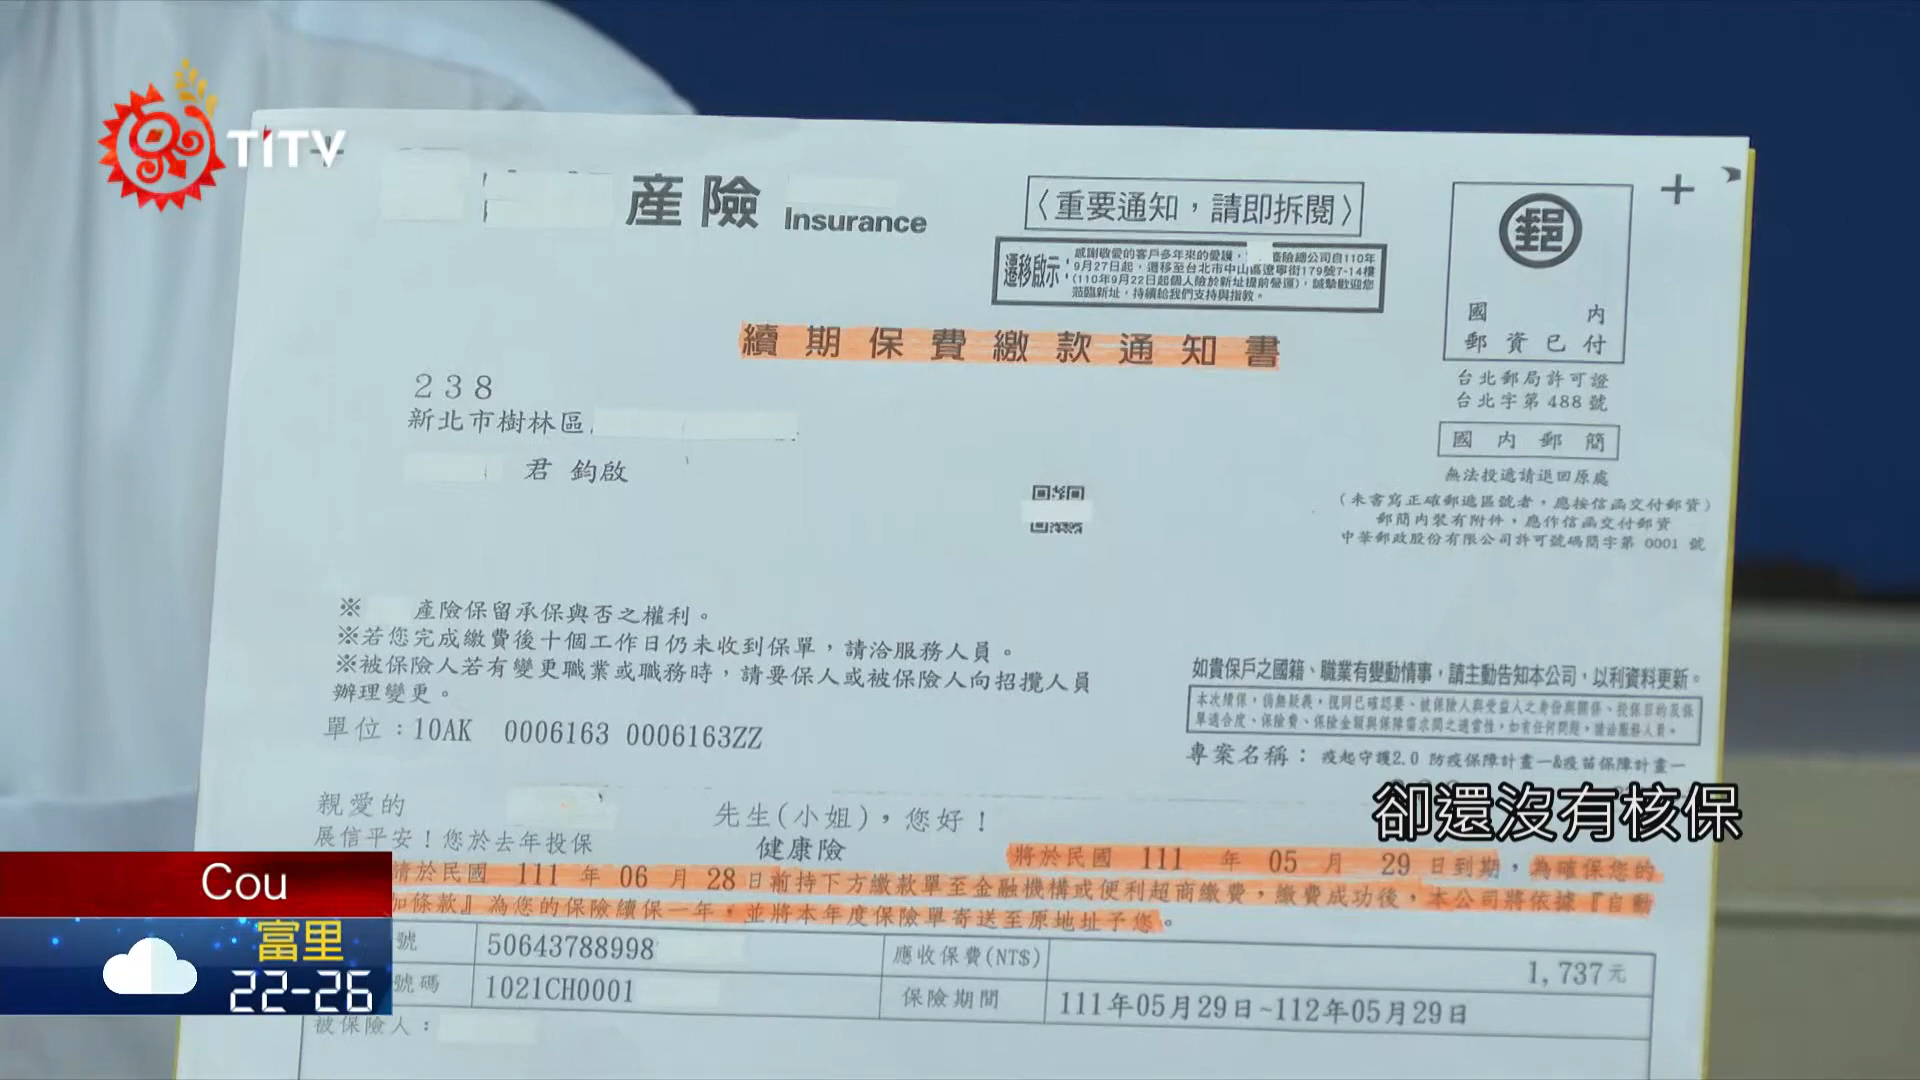 TiTV
產險 Insurance
〈重要通知，請即拆閱〉
遷移啟示：
感謝敬愛的客戶多年來的愛護，產險總公司自110年
9月27日起，遷移至台北市中山區遼寧街179號7-14樓
(110年9月22日起個人險於新址提前營運)，誠摯歡迎您
蒞臨新址，持續給我們支持與指教。
郵
國內
郵資已付
台北郵局許可證
台北字第488號
國內郵簡
無法投遞請退回原處
(未書寫正確郵遞區號者，應按信函交付郵資)
郵簡內裝有附件，應作信函交付郵資
中華郵政股份有限公司許可號碼簡字第 0001 號
續期保費繳款通知書
238
新北市樹林區
君 鈞啟
※ 產險保留承保與否之權利。
※若您完成繳費後十個工作日仍未收到保單，請洽服務人員。
※被保險人若有變更職業或職務時，請要保人或被保險人向招攬人員
辦理變更。
單位：10AK 0006163 0006163ZZ
如貴保戶之國籍、職業有變動情事，請主動告知本公司，以利資料更新。
本次續保，倘無疑義，視同已確認要、被保險人與受益人之身份與關係、投保目的及保
單適合度、保險費、保險金額與保障需求間之適當性，如有任何問題，請洽服務人員。
專案名稱：疫起守護2.0 防疫保障計畫一&疫苗保障計畫一
卻還沒有核保
親愛的 先生(小姐)，您好！
展信平安！您於去年投保 健康險 將於民國 111 年 05 月 29 日到期，為確保您的
請於民國 111 年 06 月 28 日前持下方繳款單至金融機構或便利超商繳費，繳費成功後，本公司將依據『自動
加條款』為您的保險續保一年，並將本年度保險單寄送至原地址予您。
號 50643788998 應收保費(NT$) 1,737元
號碼 1021CH0001 保險期間 111年05月29日~112年05月29日
被保險人：
Cou
富里
22-26